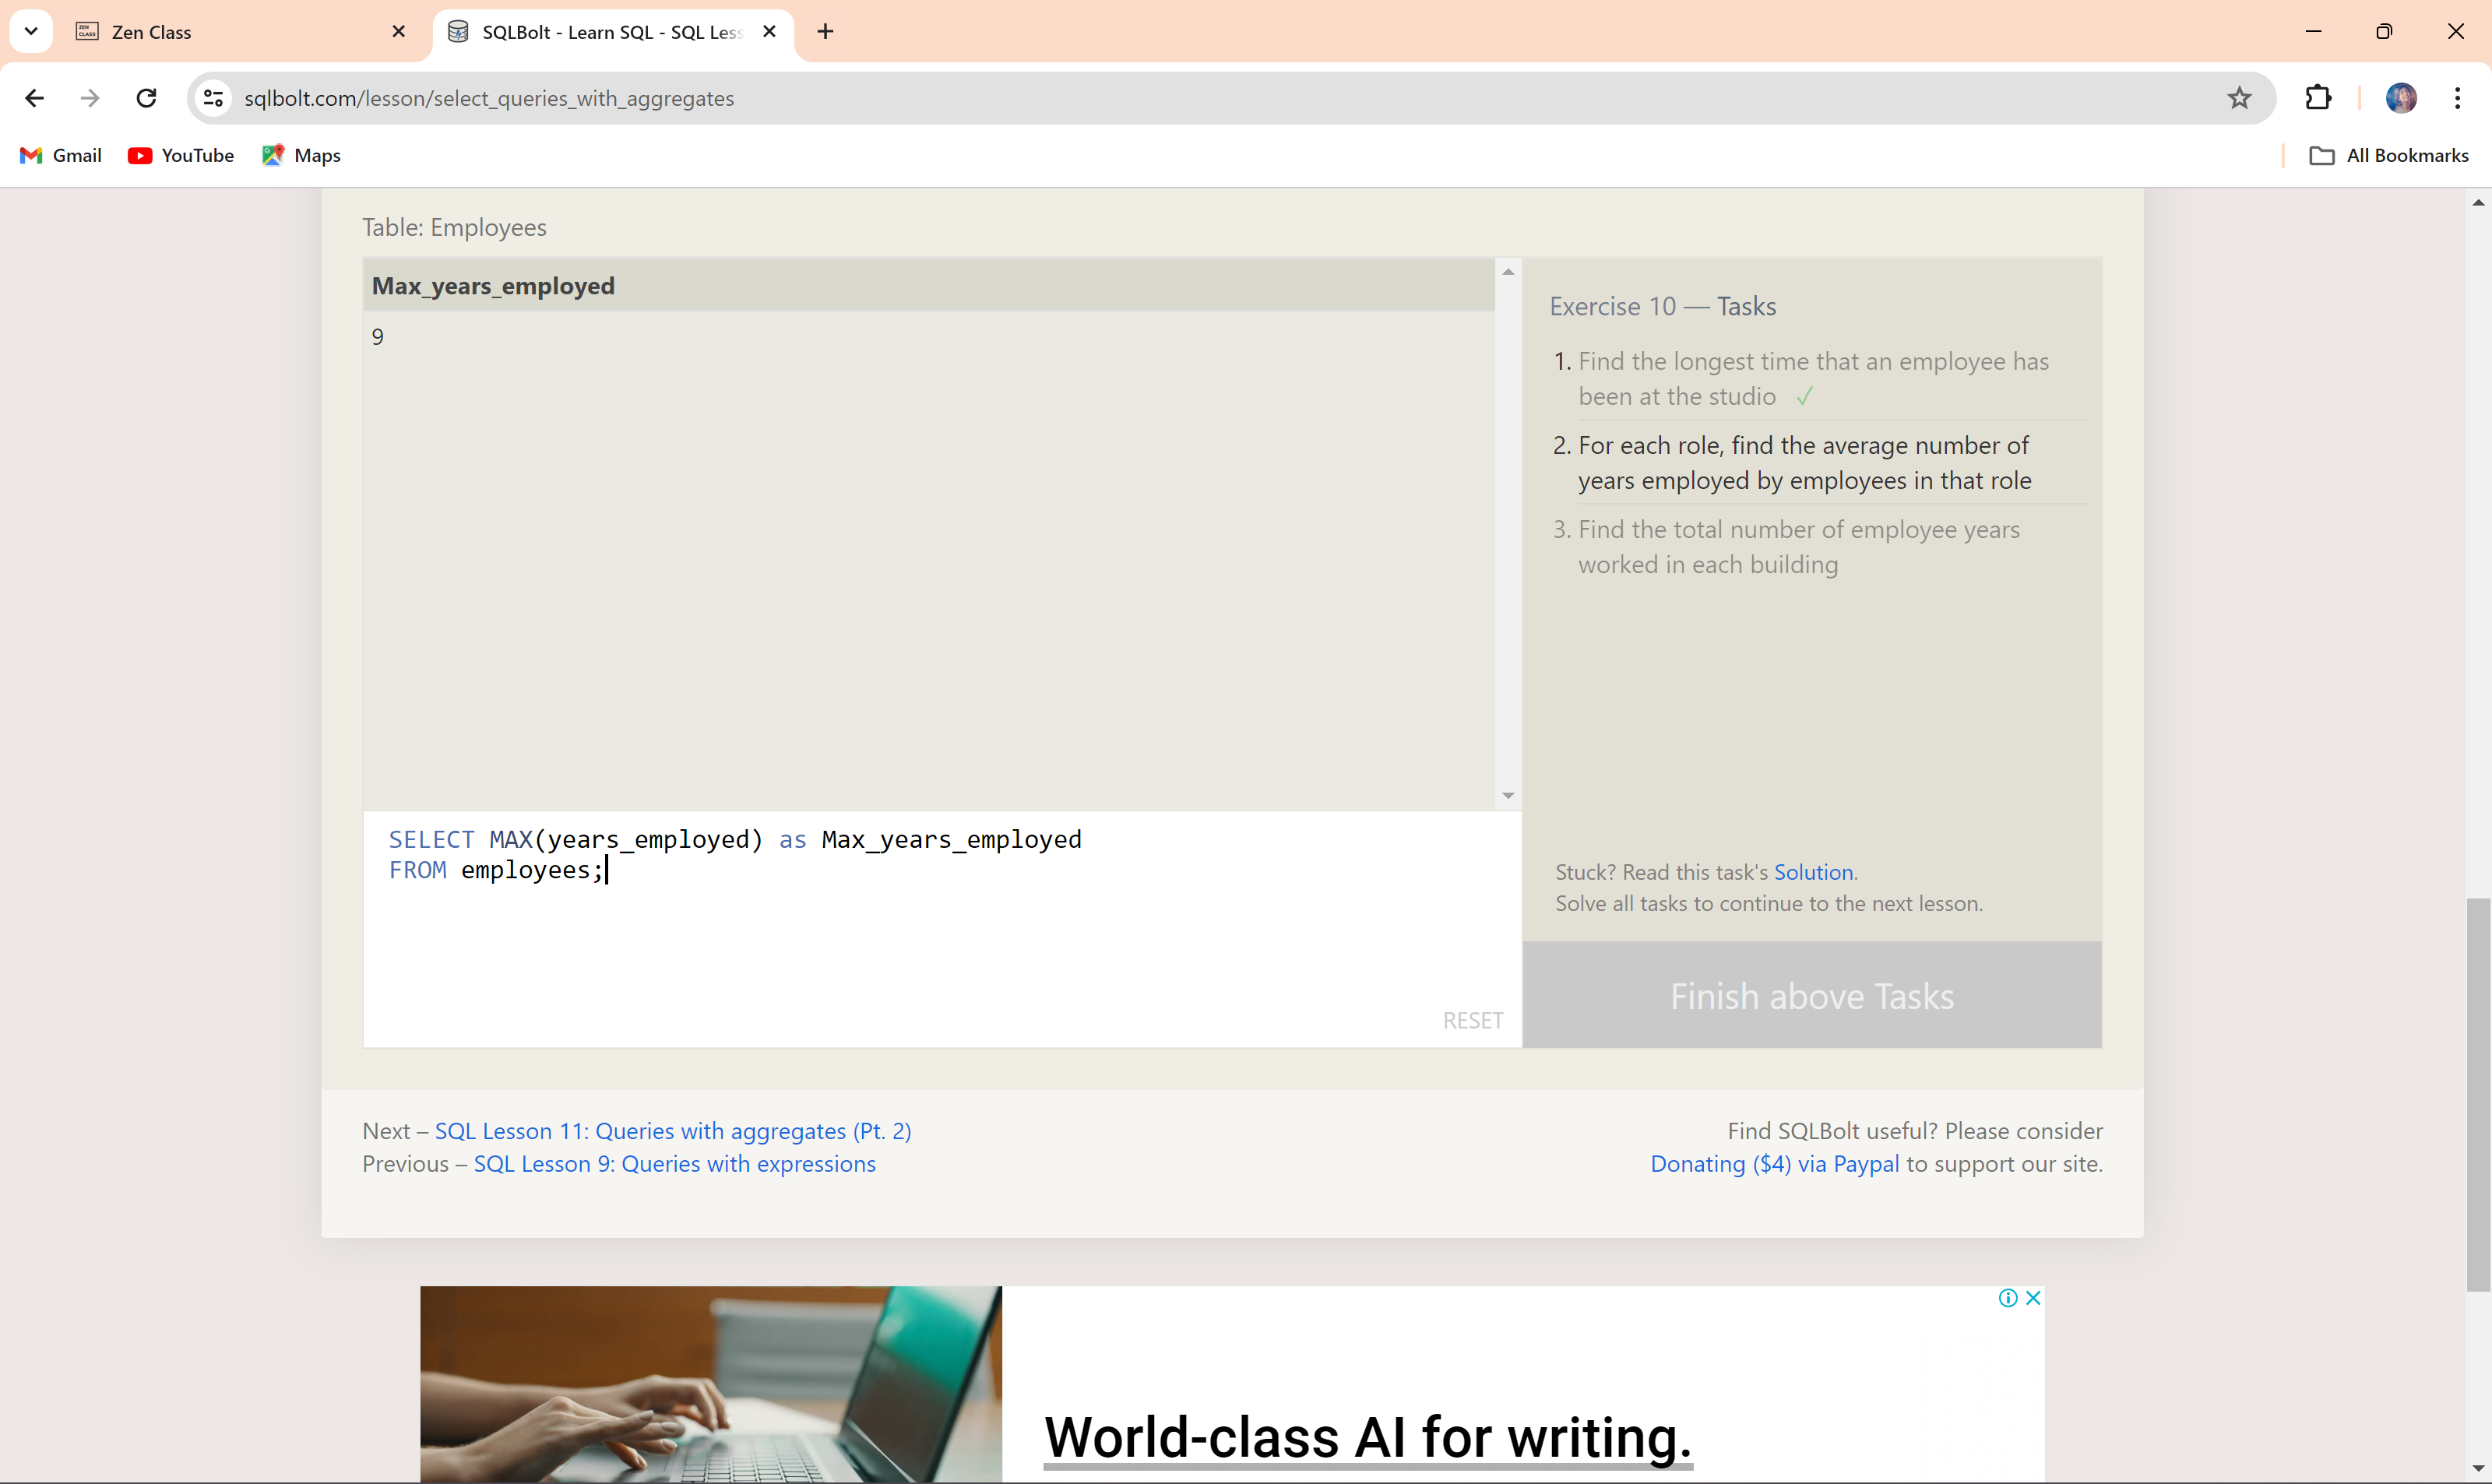 Zen Class
SQLBolt - Learn SQL - SQL Less
sqlbolt.com/lesson/select_queries_with_aggregates
Gmail
YouTube
Maps
All Bookmarks
Table: Employees
Max_years_employed
9
Exercise 10 — Tasks
1. Find the longest time that an employee has
been at the studio ✓
2. For each role, find the average number of
years employed by employees in that role
3. Find the total number of employee years
worked in each building
SELECT MAX(years_employed) as Max_years_employed
FROM employees;
RESET
Stuck? Read this task's Solution.
Solve all tasks to continue to the next lesson.
Finish above Tasks
Next – SQL Lesson 11: Queries with aggregates (Pt. 2)
Previous – SQL Lesson 9: Queries with expressions
Find SQLBolt useful? Please consider
Donating ($4) via Paypal to support our site.
World-class AI for writing.